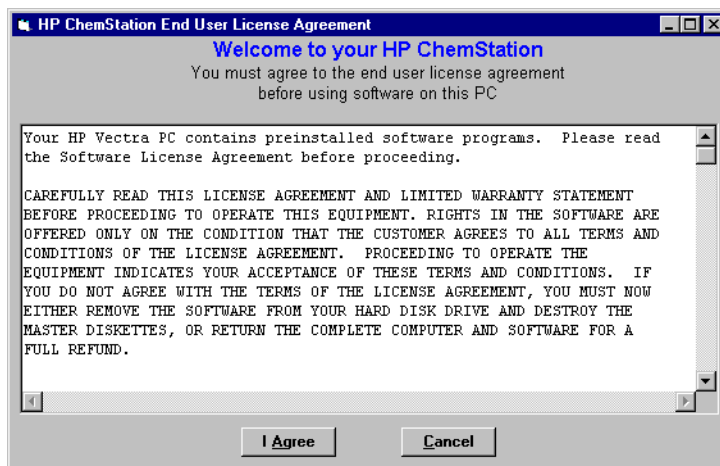 HP ChemStation End User License Agreement
Welcome to your HP ChemStation
You must agree to the end user license agreement
before using software on this PC
Your HP Vectra PC contains preinstalled software programs.  Please read
the Software License Agreement before proceeding.
CAREFULLY READ THIS LICENSE AGREEMENT AND LIMITED WARRANTY STATEMENT
BEFORE PROCEEDING TO OPERATE THIS EQUIPMENT. RIGHTS IN THE SOFTWARE ARE
OFFERED ONLY ON THE CONDITION THAT THE CUSTOMER AGREES TO ALL TERMS AND
CONDITIONS OF THE LICENSE AGREEMENT.  PROCEEDING TO OPERATE THE
EQUIPMENT INDICATES YOUR ACCEPTANCE OF THESE TERMS AND CONDITIONS.  IF
YOU DO NOT AGREE WITH THE TERMS OF THE LICENSE AGREEMENT, YOU MUST NOW
EITHER REMOVE THE SOFTWARE FROM YOUR HARD DISK DRIVE AND DESTROY THE
MASTER DISKETTES, OR RETURN THE COMPLETE COMPUTER AND SOFTWARE FOR A
FULL REFUND.
I Agree
Cancel